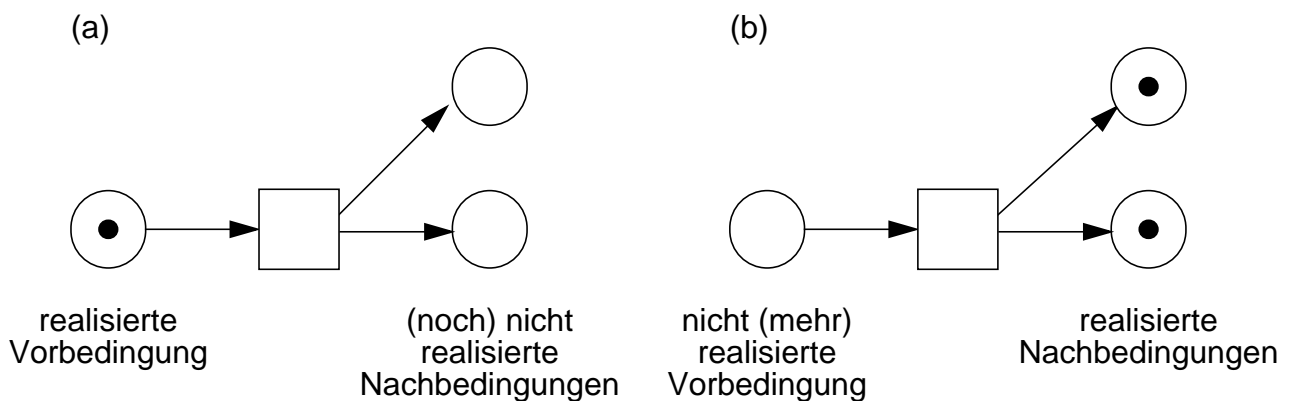 (a)
(b)
realisierte
Vorbedingung
(noch) nicht
realisierte
Nachbedingungen
nicht (mehr)
realisierte
Vorbedingung
realisierte
Nachbedingungen